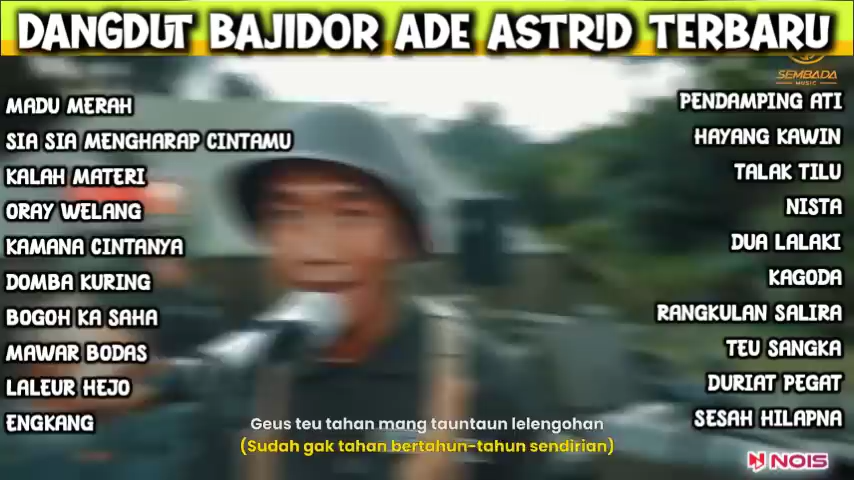 DANGDUT BAJIDOR ADE ASTRID TERBARU
SEMBADA
MUSIC
MADU MERAH
SIA SIA MENGHARAP CINTAMU
KALAH MATERI
ORAY WELANG
KAMANA CINTANYA
DOMBA KURING
BOGOH KA SAHA
MAWAR BODAS
LALEUR HEJO
ENGKANG
PENDAMPING ATI
HAYANG KAWIN
TALAK TILU
NISTA
DUA LALAKI
KAGODA
RANGKULAN SALIRA
TEU SANGKA
DURIAT PEGAT
SESAH HILAPNA
Geus teu tahan mang tauntaun lelengohan
(Sudah gak tahan bertahun-tahun sendirian)
NOIS